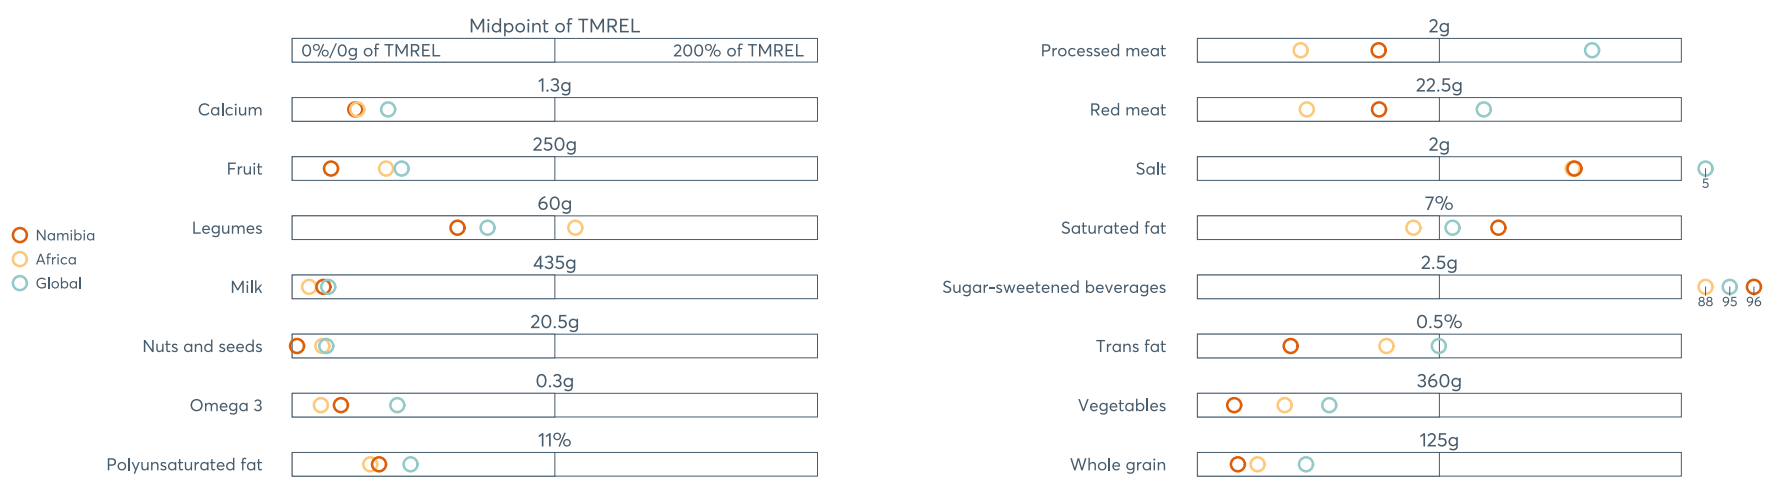 Midpoint of TMREL
0%/0g of TMREL 200% of TMREL
1.3g
Calcium
250g
Fruit
60g
Legumes
435g
Milk
20.5g
Nuts and seeds
0.3g
Omega 3
11%
Polyunsaturated fat
Namibia
Africa
Global
2g
Processed meat
22.5g
Red meat
2g
Salt
5
7%
Saturated fat
2.5g
Sugar-sweetened beverages
88 95 96
0.5%
Trans fat
360g
Vegetables
125g
Whole grain